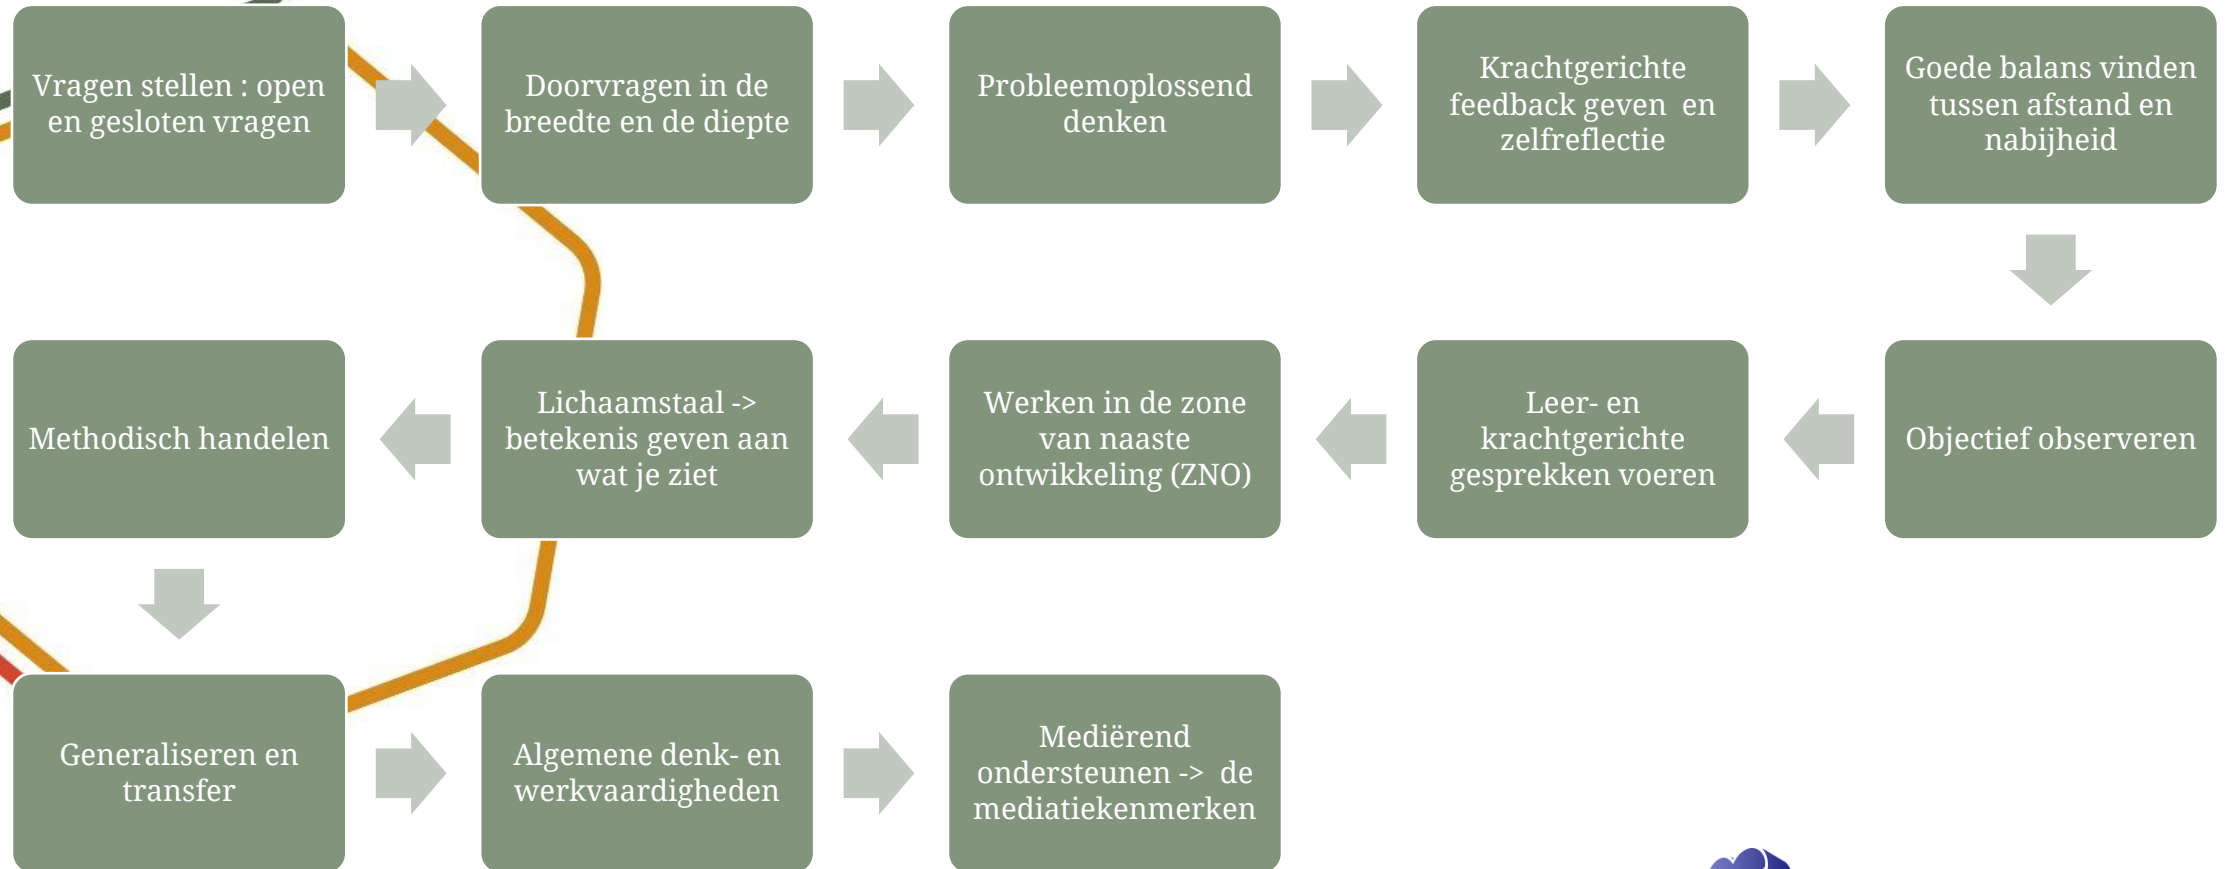 Vragen stellen : open
en gesloten vragen
Doorvragen in de
breedte en de diepte
Probleemoplossend
denken
Krachtgerichte
feedback geven en
zelfreflectie
Goede balans vinden
tussen afstand en
nabijheid
Objectief observeren
Leer- en
krachtgerichte
gesprekken voeren
Werken in de zone
van naaste
ontwikkeling (ZNO)
Lichaamstaal ->
betekenis geven aan
wat je ziet
Methodisch handelen
Generaliseren en
transfer
Algemene denk- en
werkvaardigheden
Mediërend
ondersteunen -> de
mediatiekenmerken